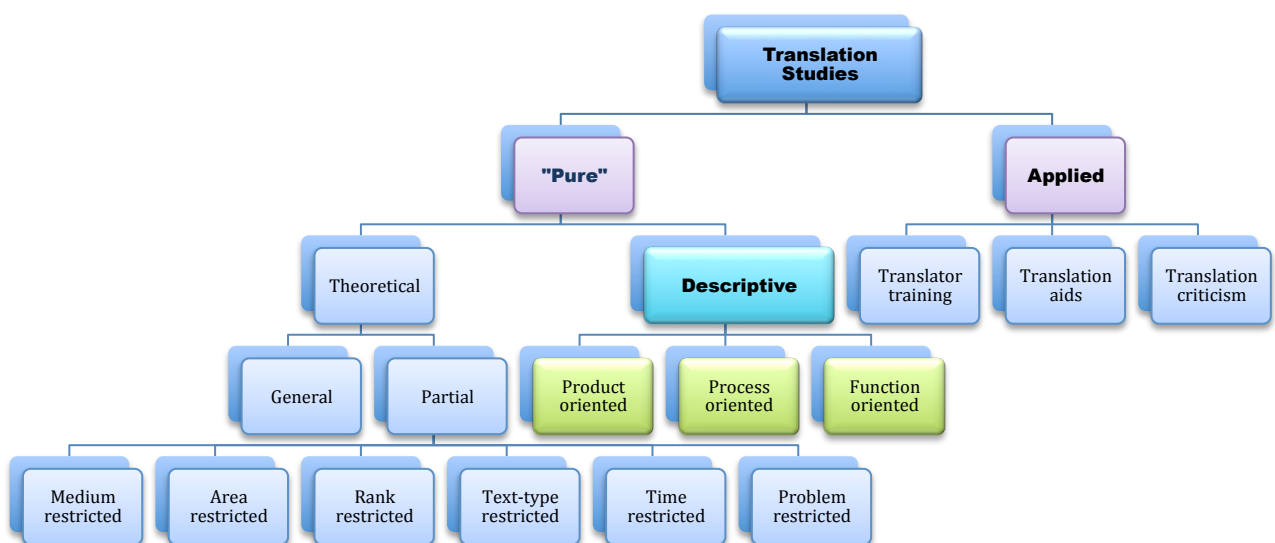 Translation
Studies
"Pure"
Applied
Theoretical
Descriptive
Translator
training
Translation
aids
Translation
criticism
General
Partial
Product
oriented
Process
oriented
Function
oriented
Medium
restricted
Area
restricted
Rank
restricted
Text-type
restricted
Time
restricted
Problem
restricted